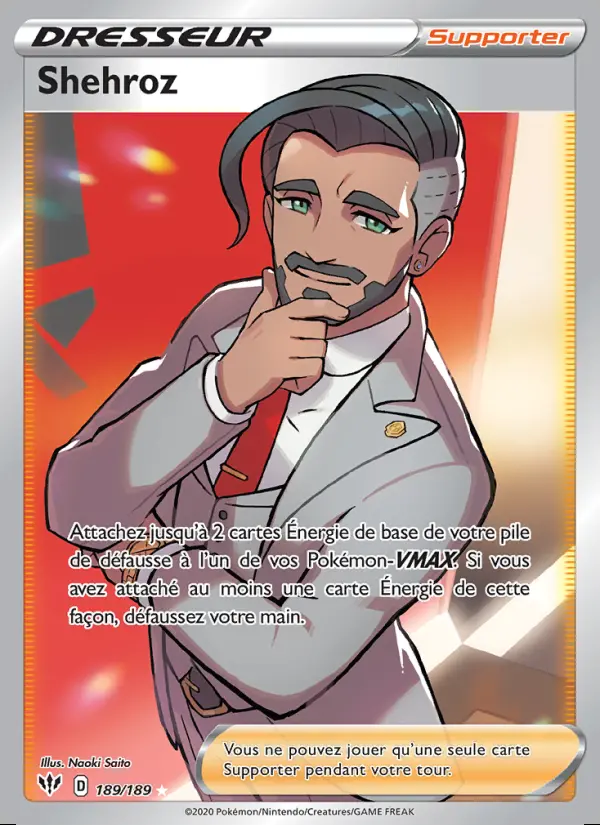 DRESSEUR
Supporter
Shehroz
Attachez jusqu'à 2 cartes Énergie de base de votre pile
de défausse à l'un de vos Pokémon-VMAX. Si vous
avez attaché au moins une carte Énergie de cette
façon, défaussez votre main.
Vous ne pouvez jouer qu'une seule carte
Supporter pendant votre tour.
Illus. Naoki Saito
D 189/189
©2020 Pokémon/Nintendo/Creatures/GAME FREAK